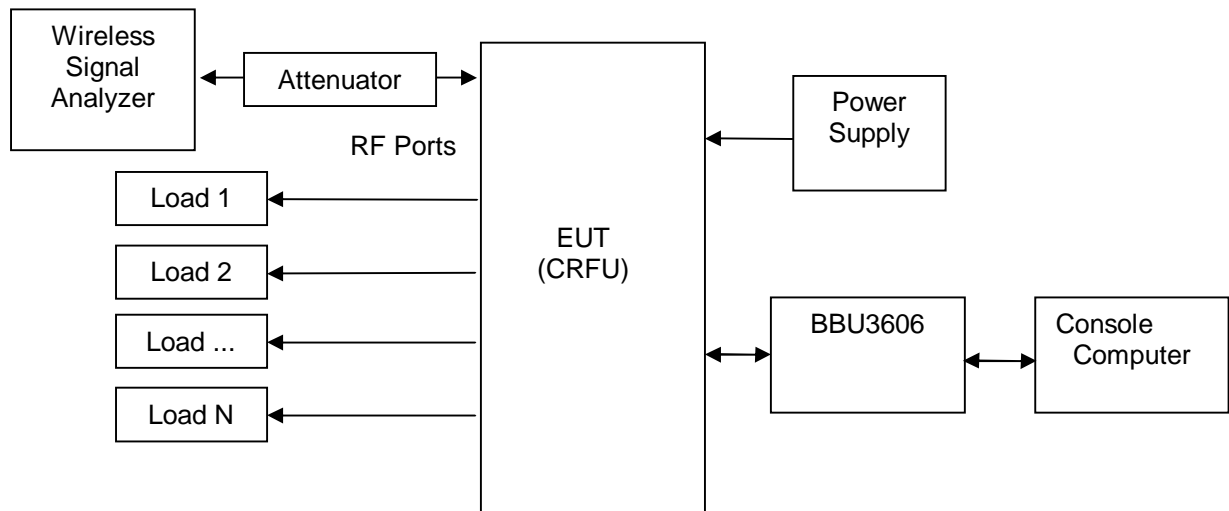 Wireless
Signal
Analyzer
Attenuator
Power
Supply
RF Ports
Load 1
Load 2
Load ...
Load N
EUT
(CRFU)
BBU3606
Console
Computer